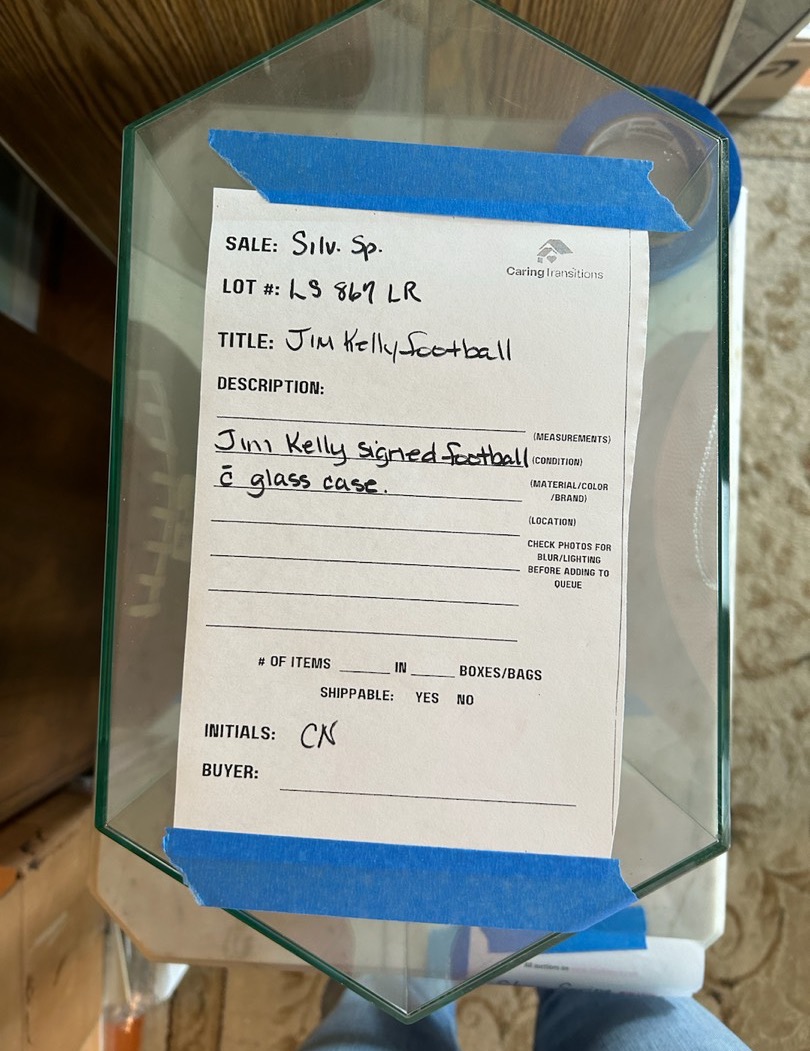 SALE: Silv. Sp.
CaringTransitions
LOT #: LS 867 LR
TITLE: Jim Kelly football
DESCRIPTION:
(MEASUREMENTS)
Jim Kelly signed football (CONDITION)
c̄ glass case.
(MATERIAL/COLOR
/BRAND)
(LOCATION)
CHECK PHOTOS FOR
BLUR/LIGHTING
BEFORE ADDING TO
QUEUE
# OF ITEMS IN BOXES/BAGS
SHIPPABLE: YES NO
INITIALS: CN
BUYER: